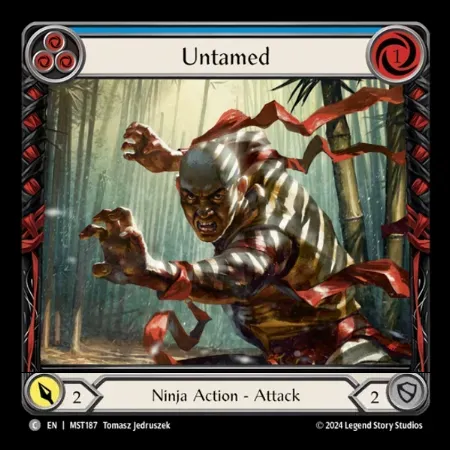 Untamed
1
2
Ninja Action - Attack
2
C EN | MST187 Tomasz Jedruszek
© 2024 Legend Story Studios